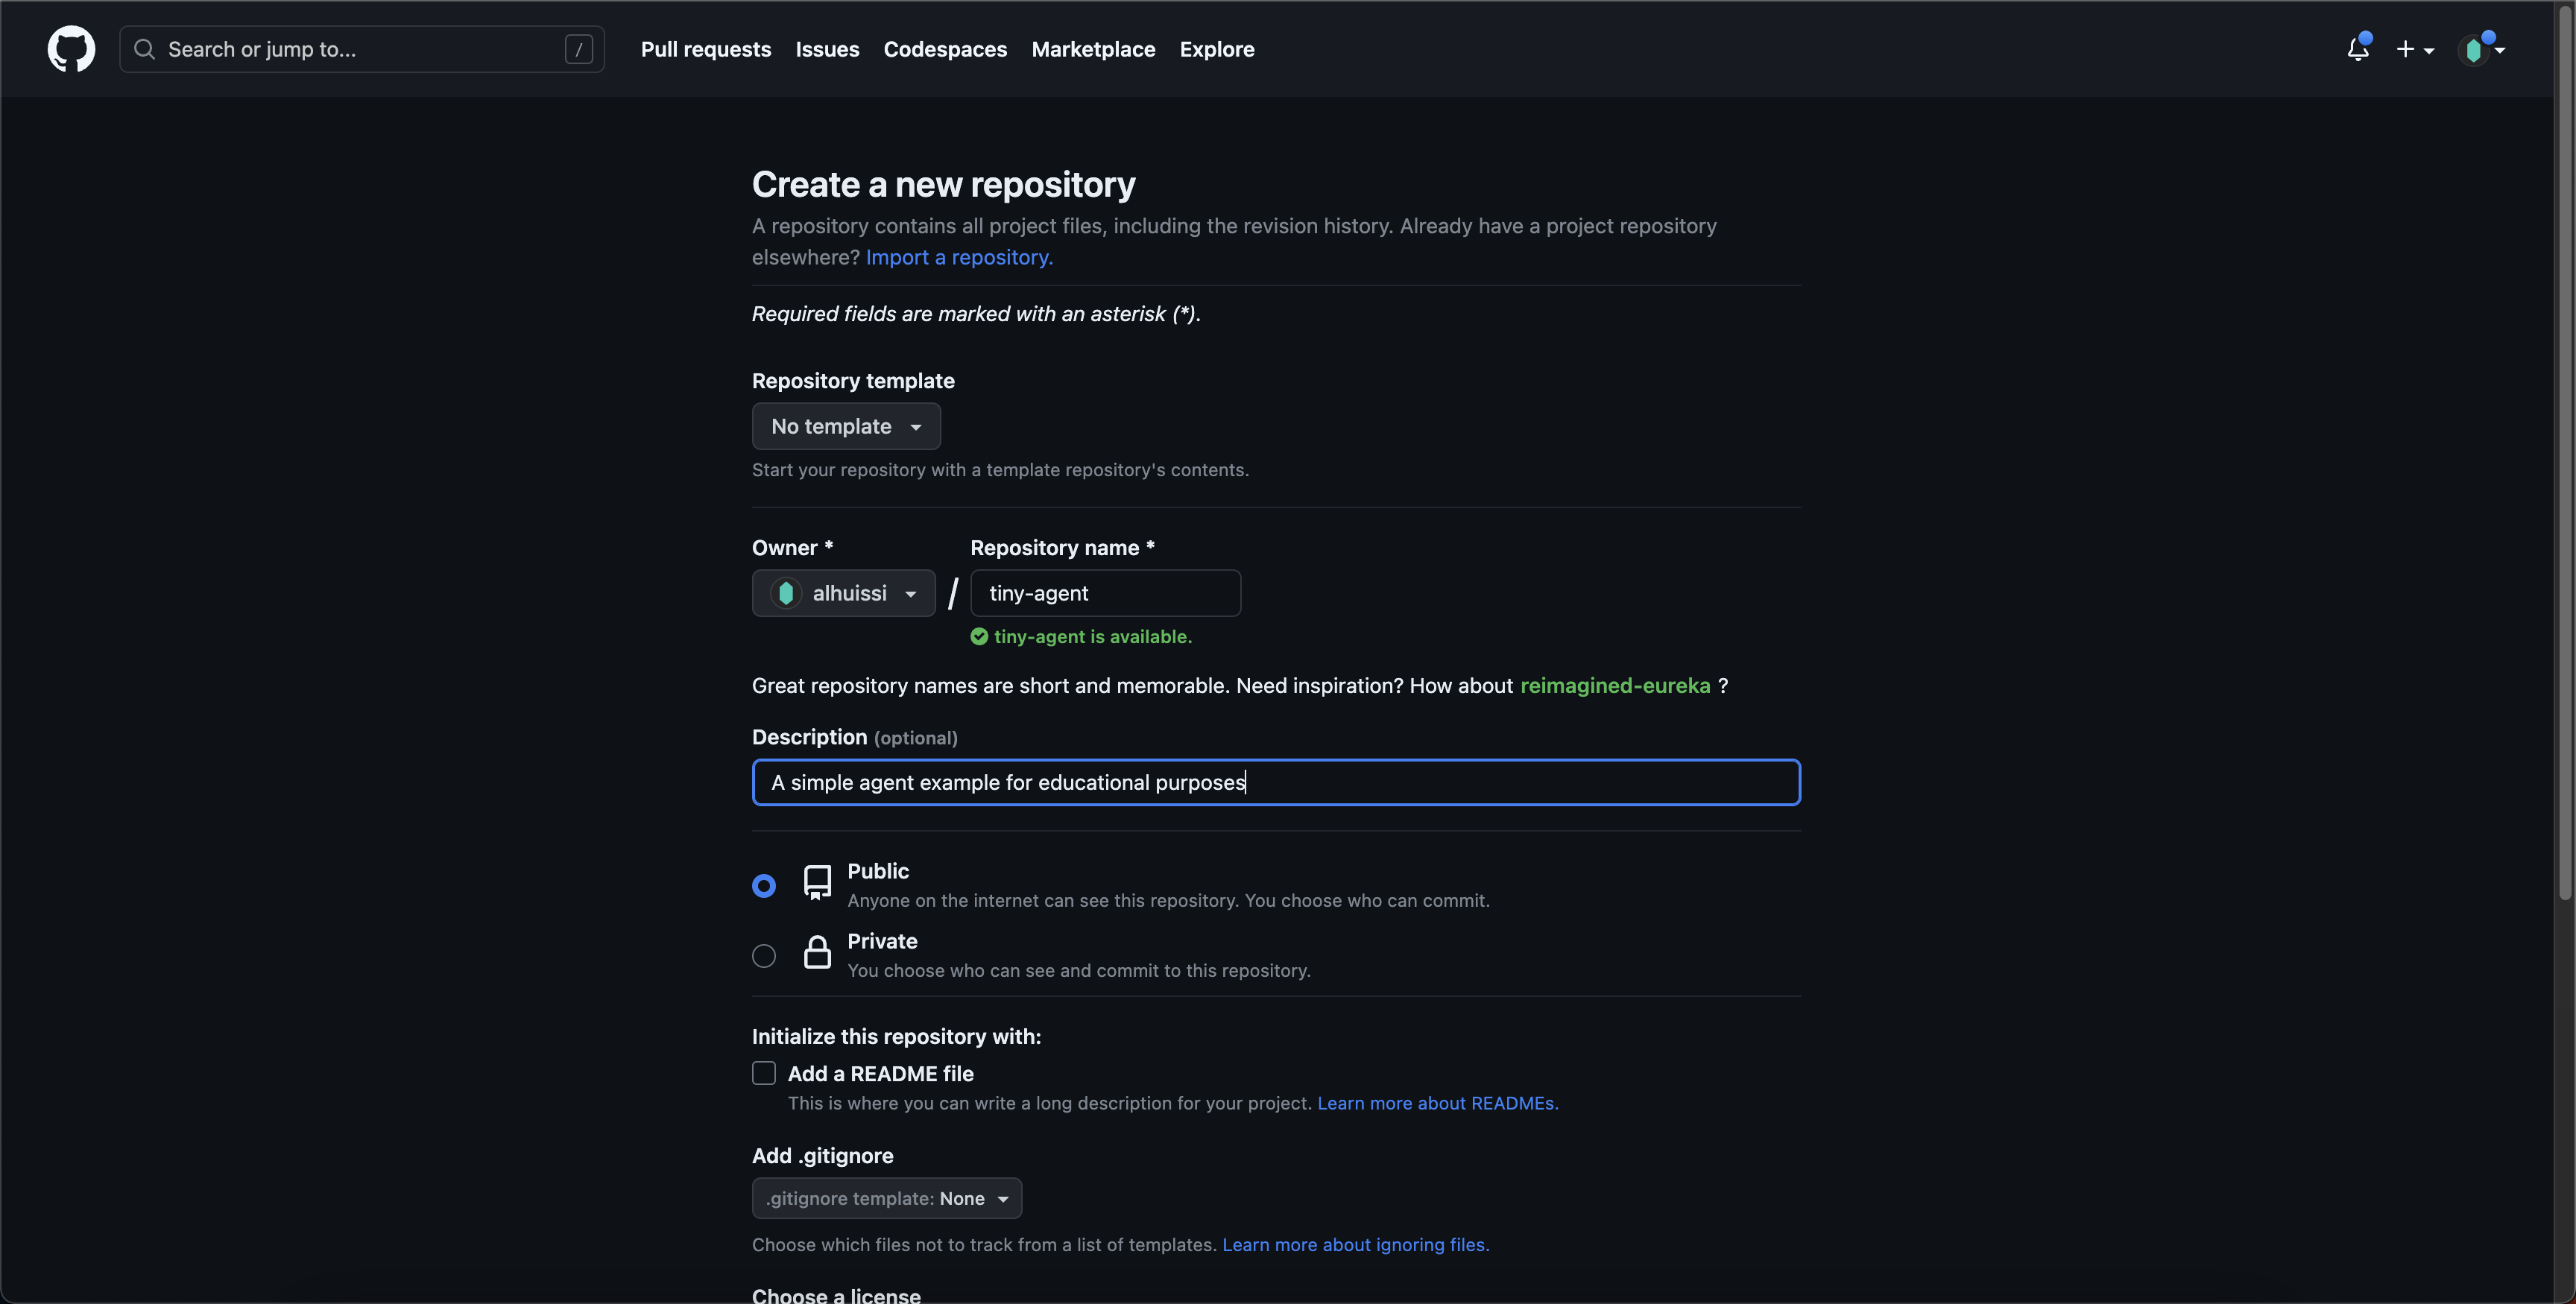 Search or jump to...
/
Pull requests
Issues
Codespaces
Marketplace
Explore
Create a new repository
A repository contains all project files, including the revision history. Already have a project repository
elsewhere? Import a repository.
Required fields are marked with an asterisk (*).
Repository template
No template
Start your repository with a template repository's contents.
Owner *
Repository name *
alhuissi
/
tiny-agent
tiny-agent is available.
Great repository names are short and memorable. Need inspiration? How about reimagined-eureka ?
Description (optional)
A simple agent example for educational purposes
Public
Anyone on the internet can see this repository. You choose who can commit.
Private
You choose who can see and commit to this repository.
Initialize this repository with:
Add a README file
This is where you can write a long description for your project. Learn more about READMEs.
Add .gitignore
.gitignore template: None
Choose which files not to track from a list of templates. Learn more about ignoring files.
Choose a license